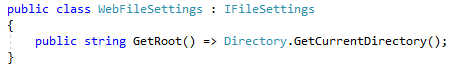 public class WebFileSettings : IFileSettings
{
    public string GetRoot() => Directory.GetCurrentDirectory();
}